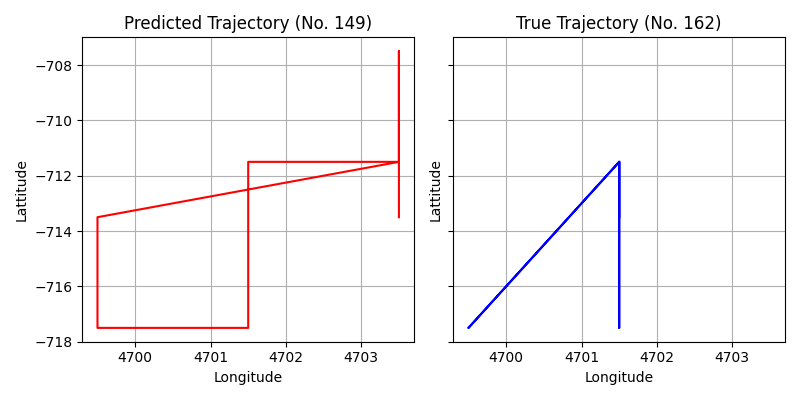 Predicted Trajectory (No. 149)
True Trajectory (No. 162)
−708
−710
−712
−714
−716
−718
Lattitude
Lattitude
4700 4701 4702 4703
4700 4701 4702 4703
Longitude
Longitude